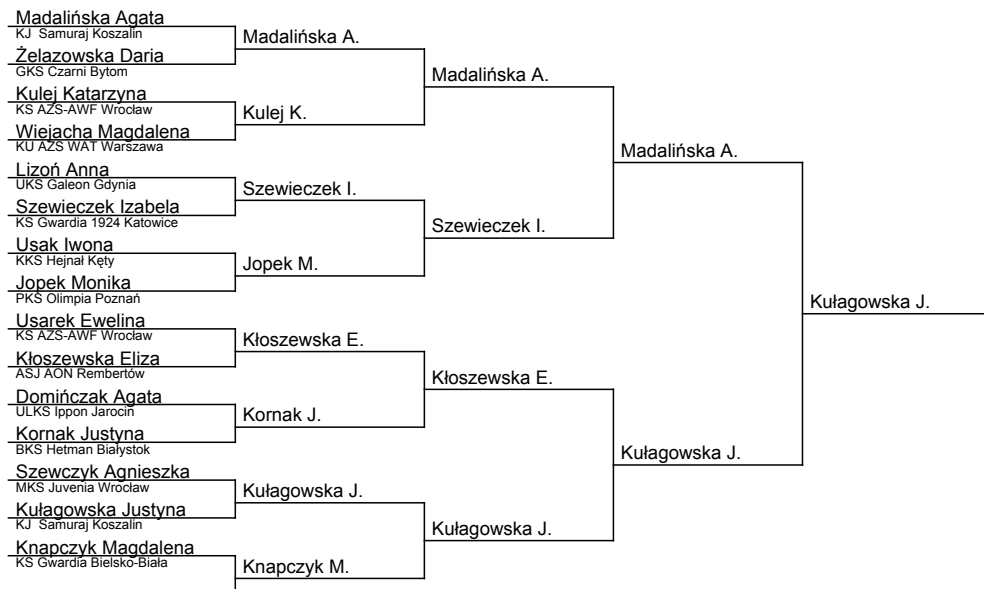 Madalińska Agata
KJ Samuraj Koszalin
Żelazowska Daria
GKS Czarni Bytom
Kulej Katarzyna
KS AZS-AWF Wrocław
Wiejacha Magdalena
KU AZS WAT Warszawa
Lizoń Anna
UKS Galeon Gdynia
Szewieczek Izabela
KS Gwardia 1924 Katowice
Usak Iwona
KKS Hejnał Kęty
Jopek Monika
PKS Olimpia Poznań
Usarek Ewelina
KS AZS-AWF Wrocław
Kłoszewska Eliza
ASJ AON Rembertów
Domińczak Agata
ULKS Ippon Jarocin
Kornak Justyna
BKS Hetman Białystok
Szewczyk Agnieszka
MKS Juvenia Wrocław
Kułagowska Justyna
KJ Samuraj Koszalin
Knapczyk Magdalena
KS Gwardia Bielsko-Biała
Madalińska A.
Kulej K.
Szewieczek I.
Jopek M.
Kłoszewska E.
Kornak J.
Kułagowska J.
Knapczyk M.
Madalińska A.
Szewieczek I.
Kłoszewska E.
Kułagowska J.
Madalińska A.
Kułagowska J.
Kułagowska J.